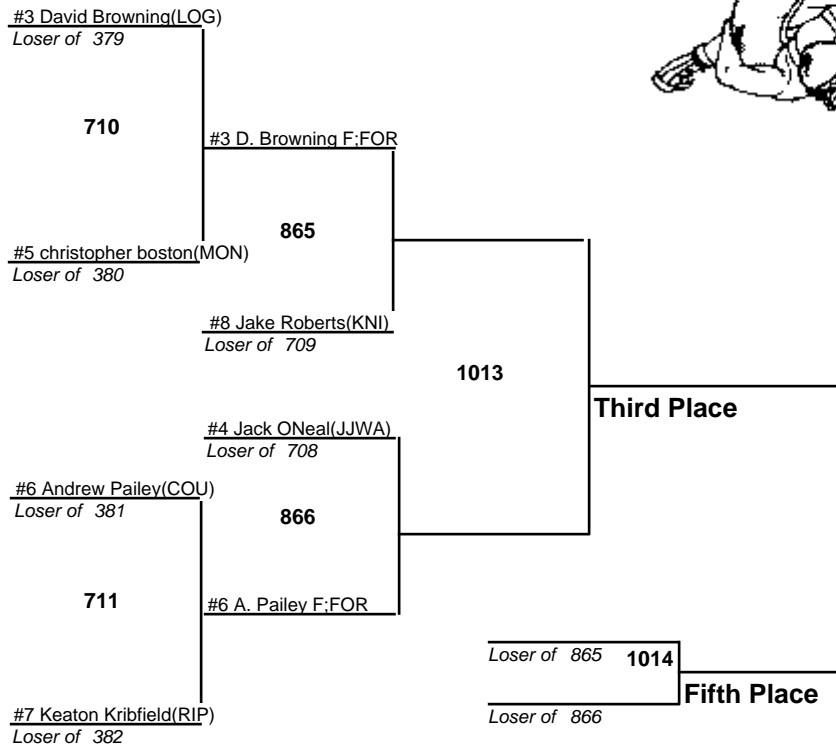 #3 David Browning(LOG)
Loser of 379
710
#3 D. Browning F;FOR
865
#5 christopher boston(MON)
Loser of 380
#8 Jake Roberts(KNI)
Loser of 709
1013
Third Place
#4 Jack ONeal(JJWA)
Loser of 708
#6 Andrew Pailey(COU)
Loser of 381
866
711
#6 A. Pailey F;FOR
Loser of 865 1014
Fifth Place
Loser of 866
#7 Keaton Kribfield(RIP)
Loser of 382